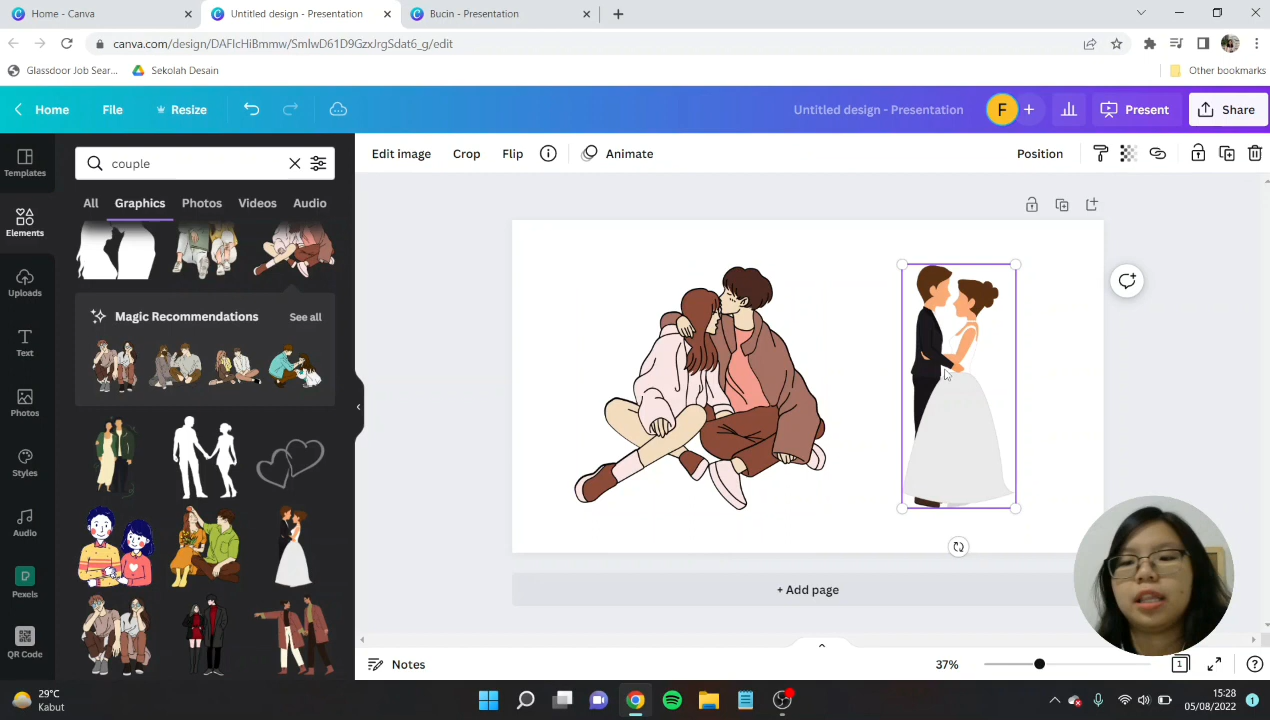 Home - Canva
Untitled design - Presentation
Bucin - Presentation
canva.com/design/DAFIcHiBmmw/SmIwD61D9GzxJrgSdat6_g/edit
Glassdoor Job Sear...
Sekolah Desain
Other bookmarks
Home
File
Resize
Untitled design - Presentation
F
Present
Share
Templates
Elements
Uploads
Text
Photos
Styles
Audio
Pexels
QR Code
couple
All
Graphics
Photos
Videos
Audio
Magic Recommendations
See all
Edit image
Crop
Flip
Animate
Position
+ Add page
Notes
37%
1
29°C
Kabut
15:28
05/08/2022
1